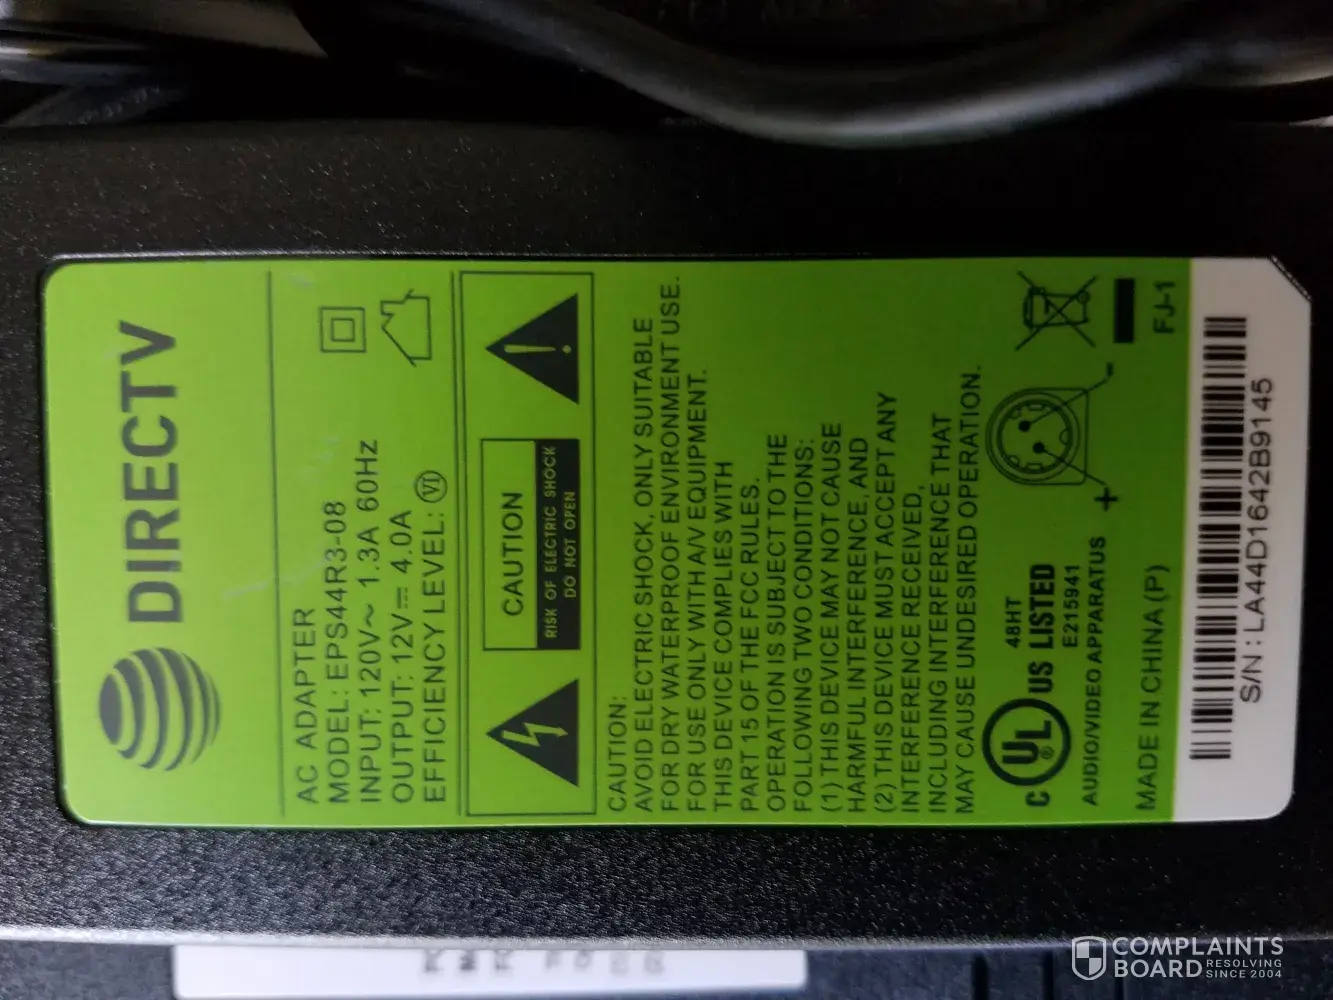 DIRECTV
AC ADAPTER
MODEL: EPS44R3-08
INPUT: 120V~ 1.3A 60Hz
OUTPUT: 12V⎓ 4.0A
EFFICIENCY LEVEL: VI
CAUTION
RISK OF ELECTRIC SHOCK
DO NOT OPEN
CAUTION:
AVOID ELECTRIC SHOCK, ONLY SUITABLE
FOR DRY WATERPROOF ENVIRONMENT USE.
FOR USE ONLY WITH A/V EQUIPMENT.
THIS DEVICE COMPLIES WITH
PART 15 OF THE FCC RULES.
OPERATION IS SUBJECT TO THE
FOLLOWING TWO CONDITIONS:
(1) THIS DEVICE MAY NOT CAUSE
HARMFUL INTERFERENCE, AND
(2) THIS DEVICE MUST ACCEPT ANY
INTERFERENCE RECEIVED,
INCLUDING INTERFERENCE THAT
MAY CAUSE UNDESIRED OPERATION.
C UL® US LISTED
48HT
E215941
AUDIO/VIDEO APPARATUS
+ -
MADE IN CHINA (P)
FJ-1
S/N : LA44D1642B9145
COMPLAINTS
BOARD RESOLVING
SINCE 2004